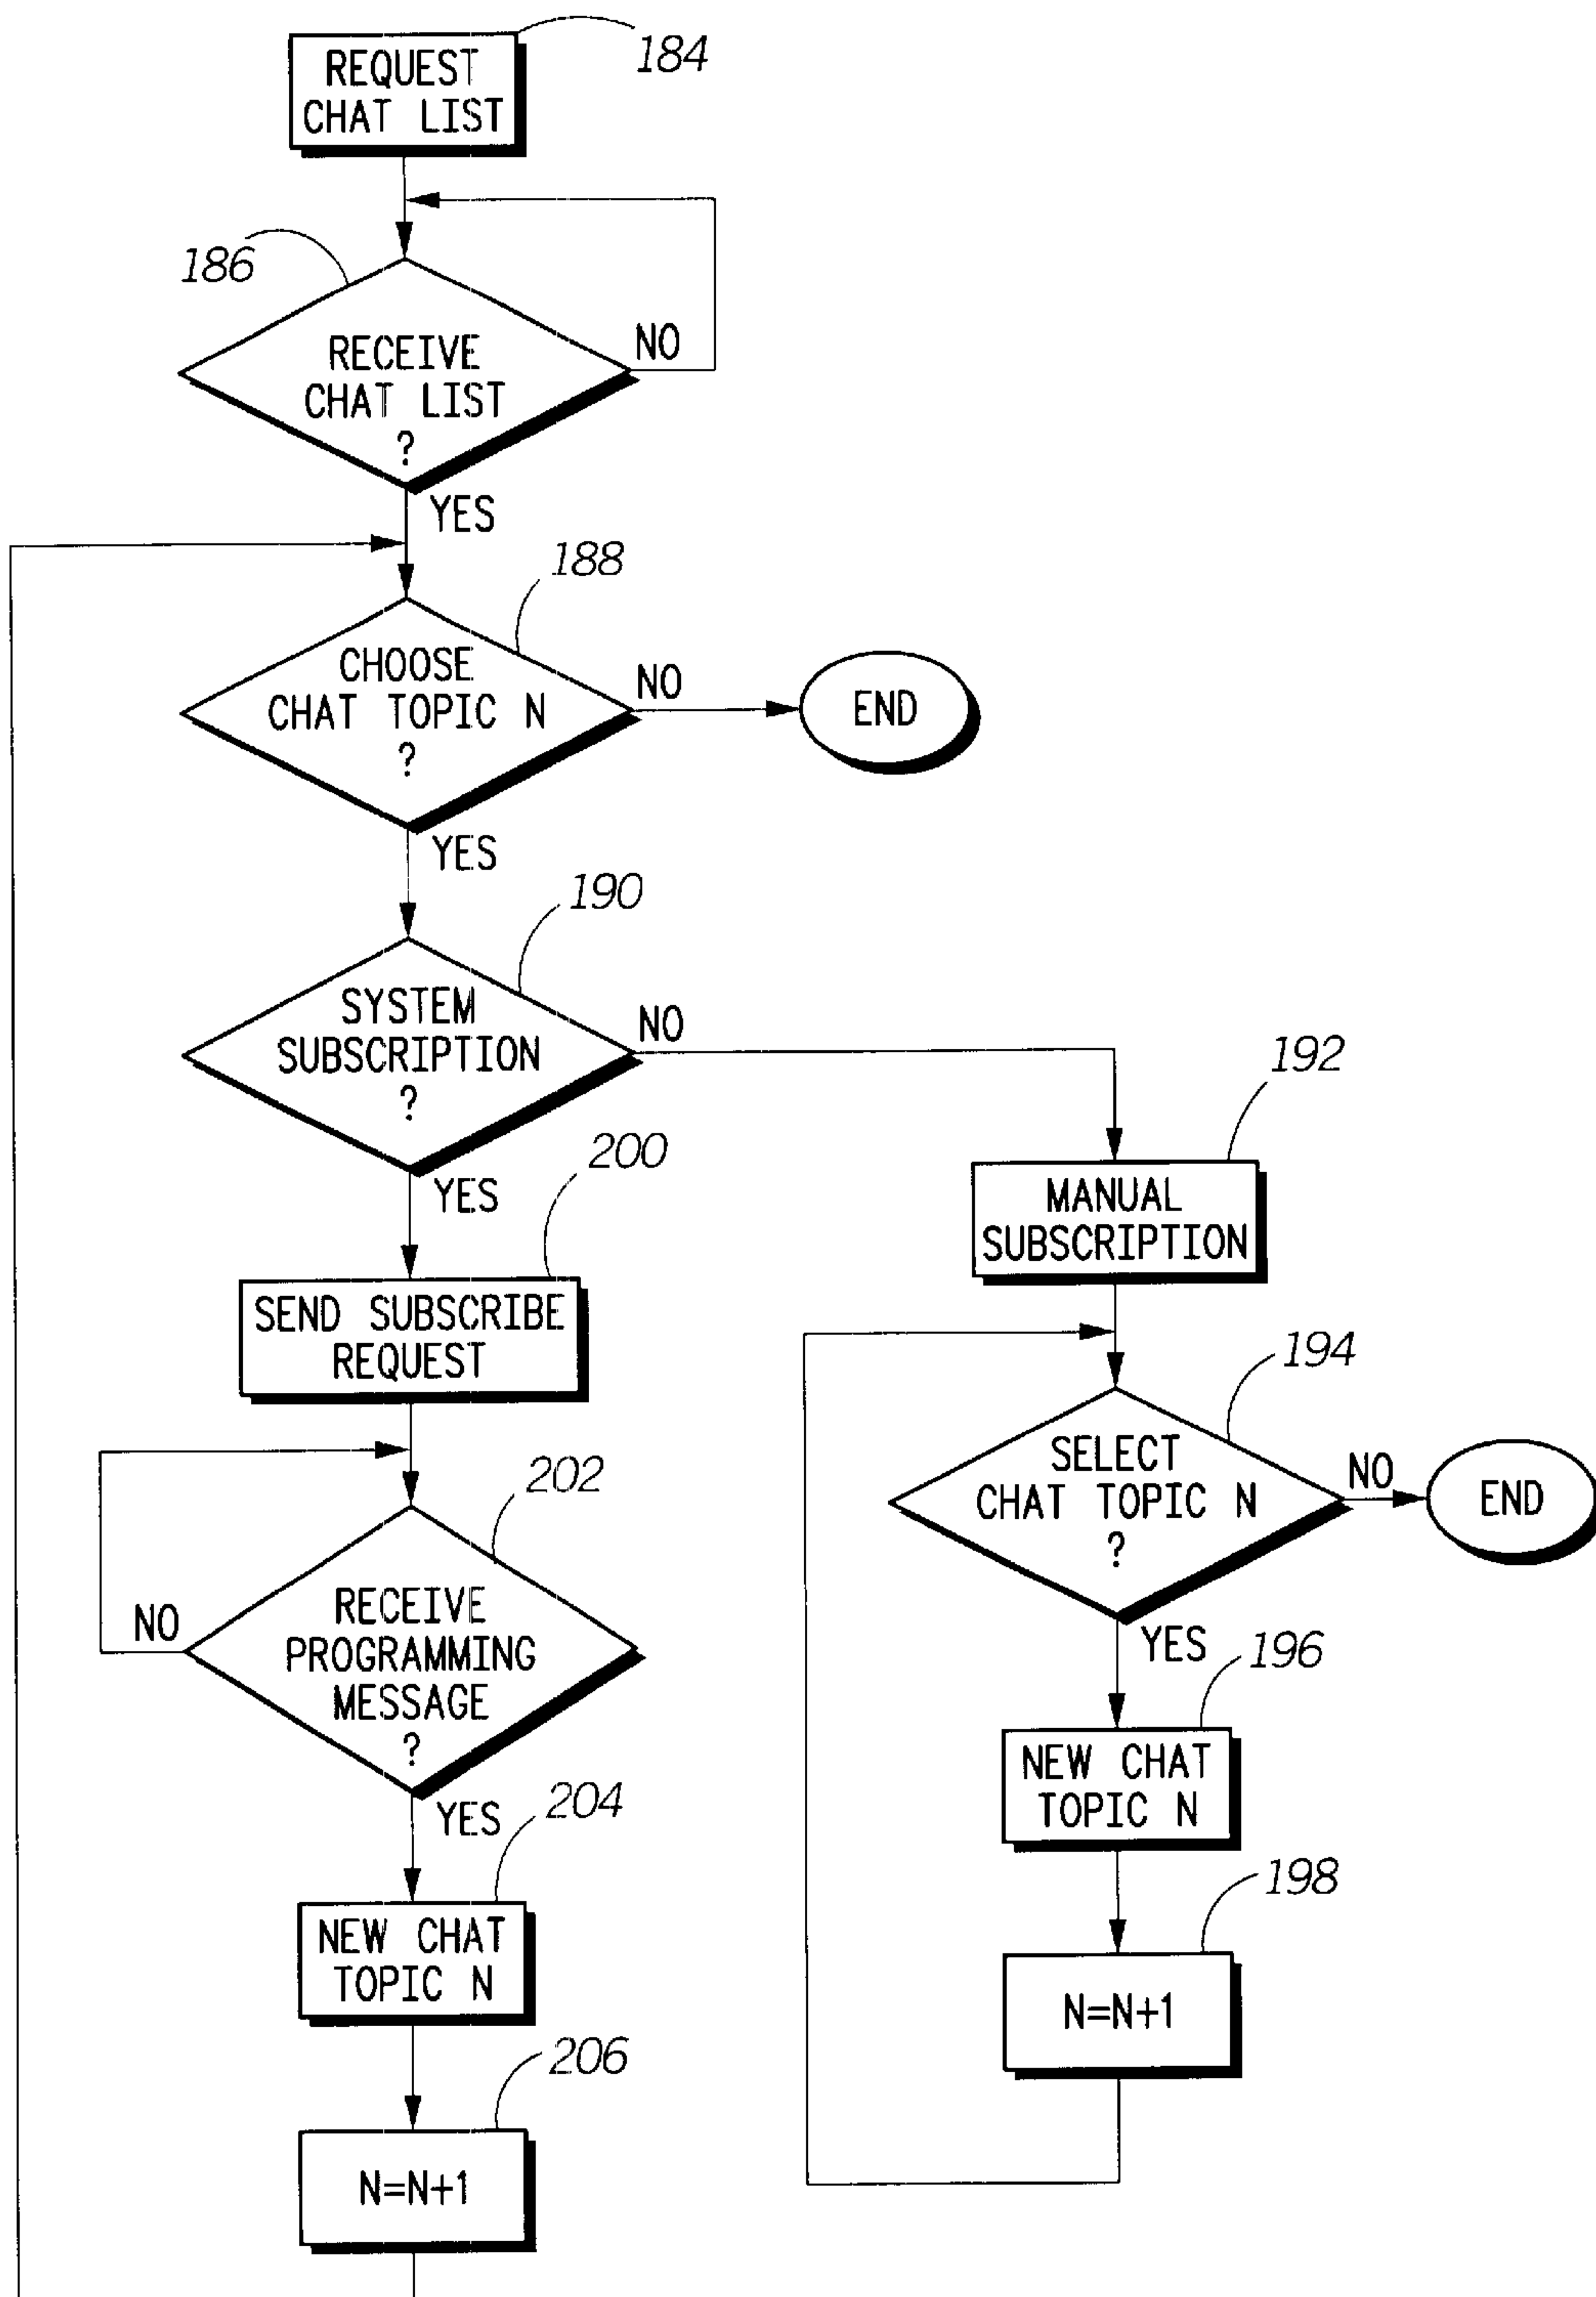 REQUEST
CHAT LIST
184
186
RECEIVE
CHAT LIST
?
NO
YES
188
CHOOSE
CHAT TOPIC N
?
NO
END
YES
190
SYSTEM
SUBSCRIPTION
?
NO
YES
192
MANUAL
SUBSCRIPTION
200
SEND SUBSCRIBE
REQUEST
194
SELECT
CHAT TOPIC N
?
NO
END
YES
202
RECEIVE
PROGRAMMING
MESSAGE
?
NO
YES
196
NEW CHAT
TOPIC N
198
N=N+1
204
NEW CHAT
TOPIC N
206
N=N+1